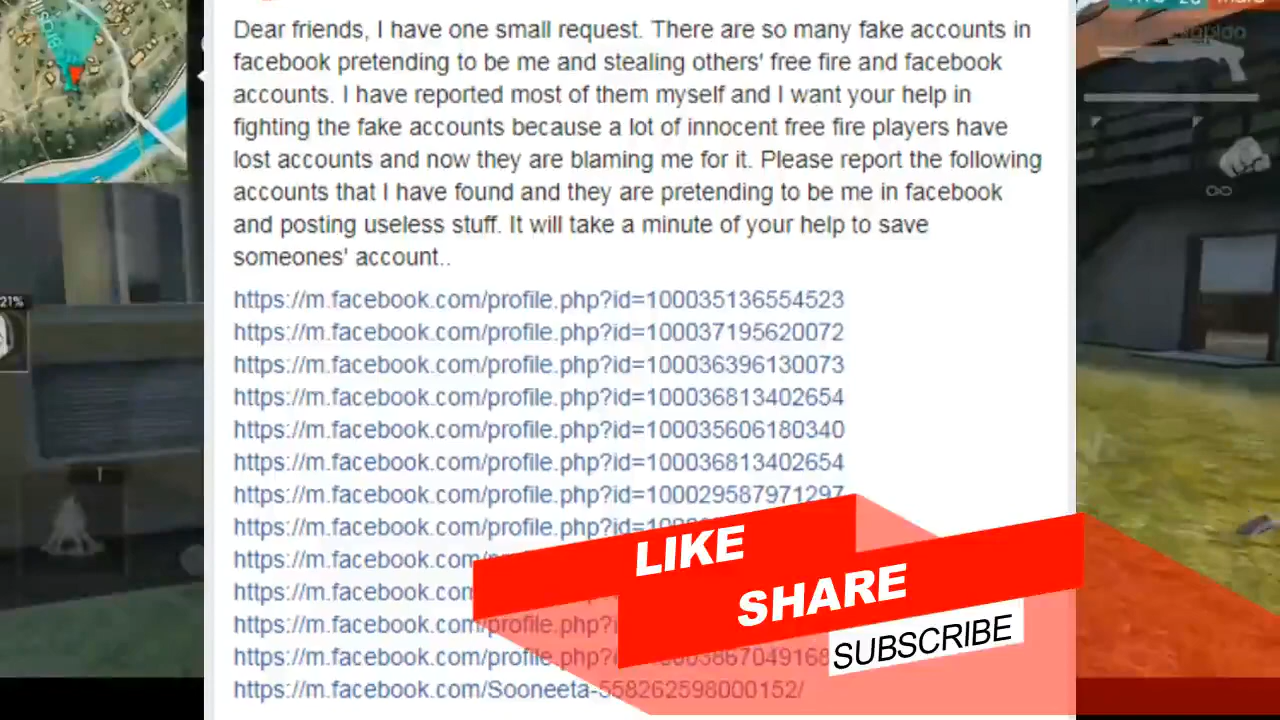 Dear friends, I have one small request. There are so many fake accounts in
facebook pretending to be me and stealing others' free fire and facebook
accounts. I have reported most of them myself and I want your help in
fighting the fake accounts because a lot of innocent free fire players have
lost accounts and now they are blaming me for it. Please report the following
accounts that I have found and they are pretending to be me in facebook
and posting useless stuff. It will take a minute of your help to save
someones' account..
https://m.facebook.com/profile.php?id=100035136554523
https://m.facebook.com/profile.php?id=100037195620072
https://m.facebook.com/profile.php?id=100036396130073
https://m.facebook.com/profile.php?id=100036813402654
https://m.facebook.com/profile.php?id=100035606180340
https://m.facebook.com/profile.php?id=100036813402654
https://m.facebook.com/profile.php?id=100029587971297
https://m.facebook.com/profile.php?id=
https://m.facebook.com/
https://m.facebook.com/
https://m.facebook.com/profile.php?
https://m.facebook.com/profile.php?
https://m.facebook.com/Sooneeta-558262598000152/
LIKE
SHARE
SUBSCRIBE
21%